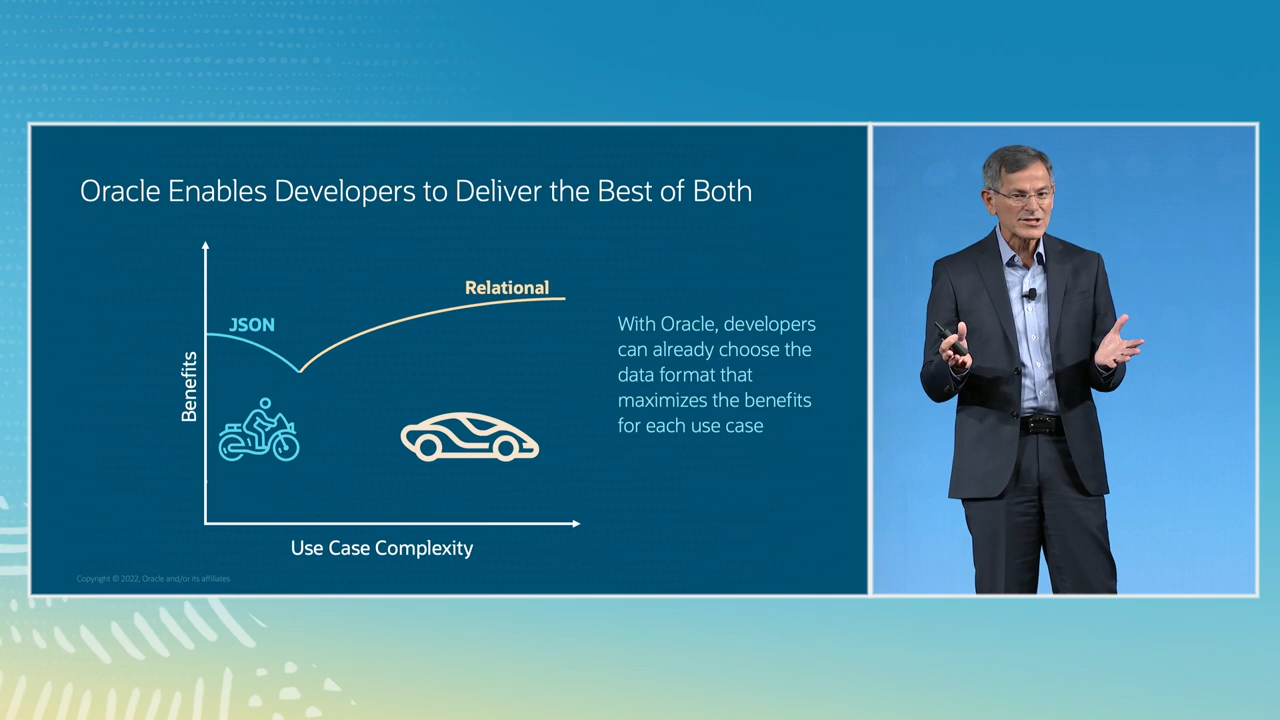 Oracle Enables Developers to Deliver the Best of Both
Relational
JSON
Benefits
With Oracle, developers
can already choose the
data format that
maximizes the benefits
for each use case
Use Case Complexity
Copyright © 2022, Oracle and/or its affiliates